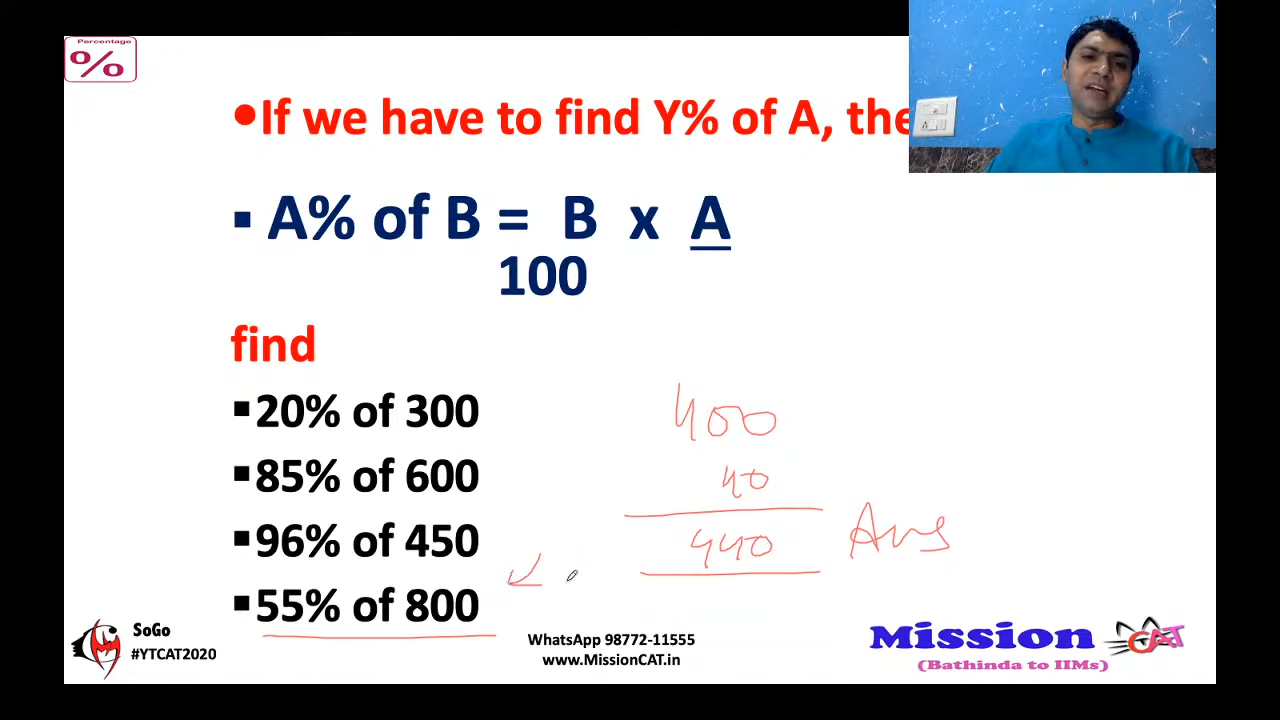 Percentage
%
•If we have to find Y% of A, the
▪ A% of B = B x A
100
find
▪20% of 300
▪85% of 600
▪96% of 450
▪55% of 800
400
40
440 Ans
SoGo
#YTCAT2020
WhatsApp 98772-11555
www.MissionCAT.in
Mission CAT
(Bathinda to IIMs)